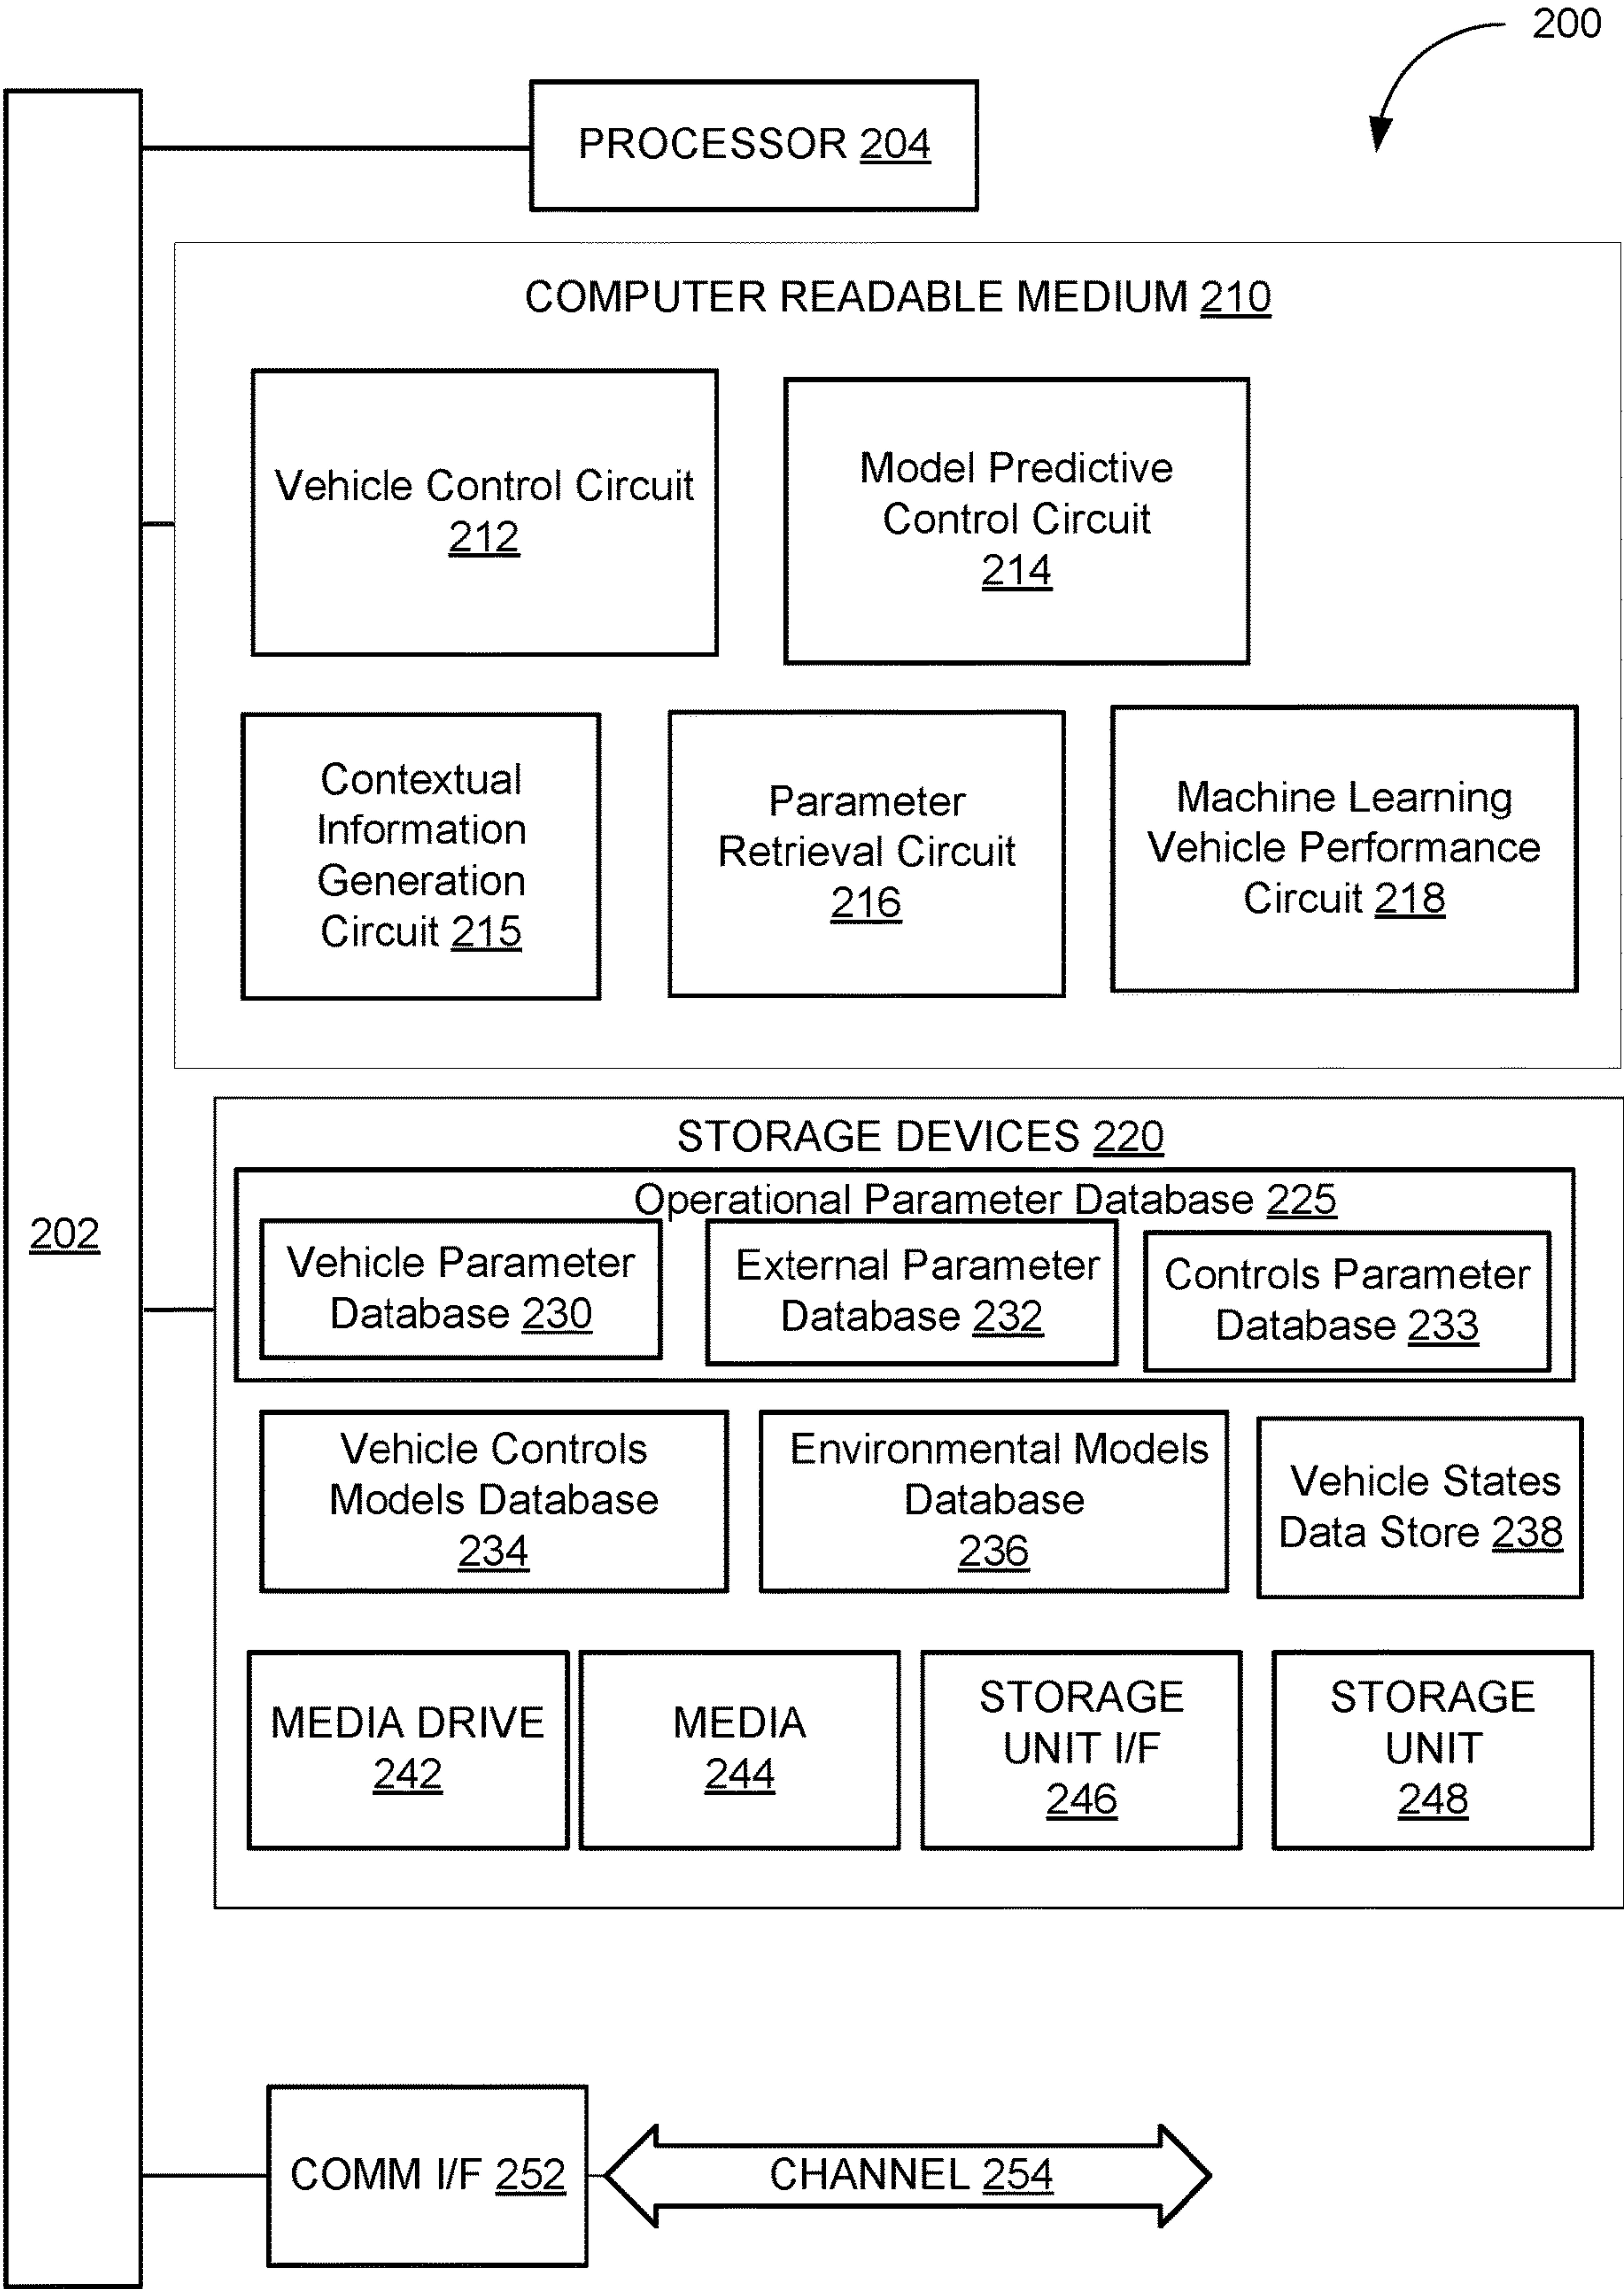 200
PROCESSOR 204
COMPUTER READABLE MEDIUM 210
Vehicle Control Circuit
212
Model Predictive
Control Circuit
214
Contextual
Information
Generation
Circuit 215
Parameter
Retrieval Circuit
216
Machine Learning
Vehicle Performance
Circuit 218
202
STORAGE DEVICES 220
Operational Parameter Database 225
Vehicle Parameter
Database 230
External Parameter
Database 232
Controls Parameter
Database 233
Vehicle Controls
Models Database
234
Environmental Models
Database
236
Vehicle States
Data Store 238
MEDIA DRIVE
242
MEDIA
244
STORAGE
UNIT I/F
246
STORAGE
UNIT
248
COMM I/F 252
CHANNEL 254